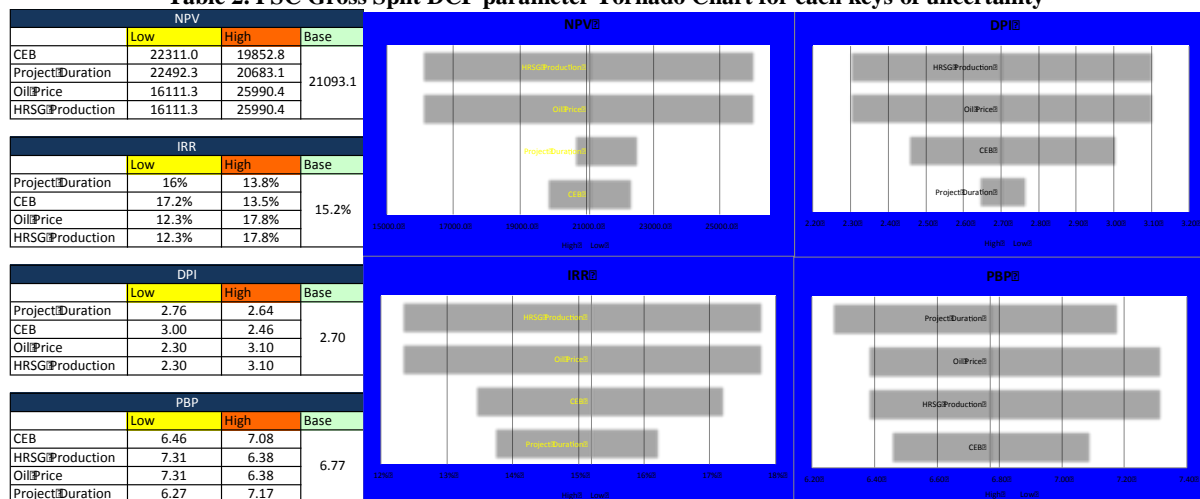 Table 2. PSC Gross Split DCF parameter Tornado Chart for each keys of uncertainty
NPV
Low High Base
CEB 22311.0 19852.8
Project Duration 22492.3 20683.1
21093.1
Oil Price 16111.3 25990.4
HRSG Production 16111.3 25990.4
IRR
Low High Base
Project Duration 16% 13.8%
CEB 17.2% 13.5%
15.2%
Oil Price 12.3% 17.8%
HRSG Production 12.3% 17.8%
DPI
Low High Base
Project Duration 2.76 2.64
CEB 3.00 2.46
2.70
Oil Price 2.30 3.10
HRSG Production 2.30 3.10
PBP
Low High Base
CEB 6.46 7.08
HRSG Production 7.31 6.38
6.77
Oil Price 7.31 6.38
Project Duration 6.27 7.17
NPV
HRSG Production
Oil Price
Project Duration
CEB
High Low
DPI
HRSG Production
Oil Price
CEB
Project Duration
High Low
IRR
HRSG Production
Oil Price
CEB
Project Duration
High Low
PBP
Project Duration
Oil Price
HRSG Production
CEB
High Low